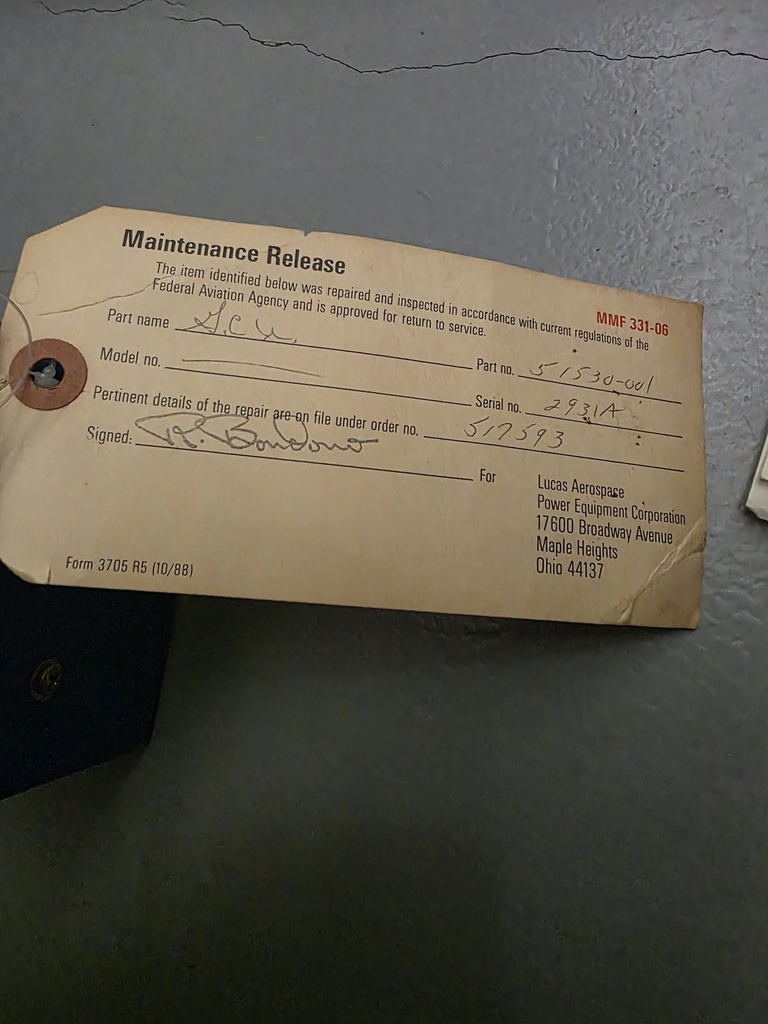 Maintenance Release
MMF 331-06
The item identified below was repaired and inspected in accordance with current regulations of the
Federal Aviation Agency and is approved for return to service.
Part name G.C.U.
Part no. 51530-001
Model no.
Serial no. 2931A
Pertinent details of the repair are on file under order no. 517593
Signed: R. Bondono
For
Lucas Aerospace
Power Equipment Corporation
17600 Broadway Avenue
Maple Heights
Ohio 44137
Form 3705 R5 (10/88)